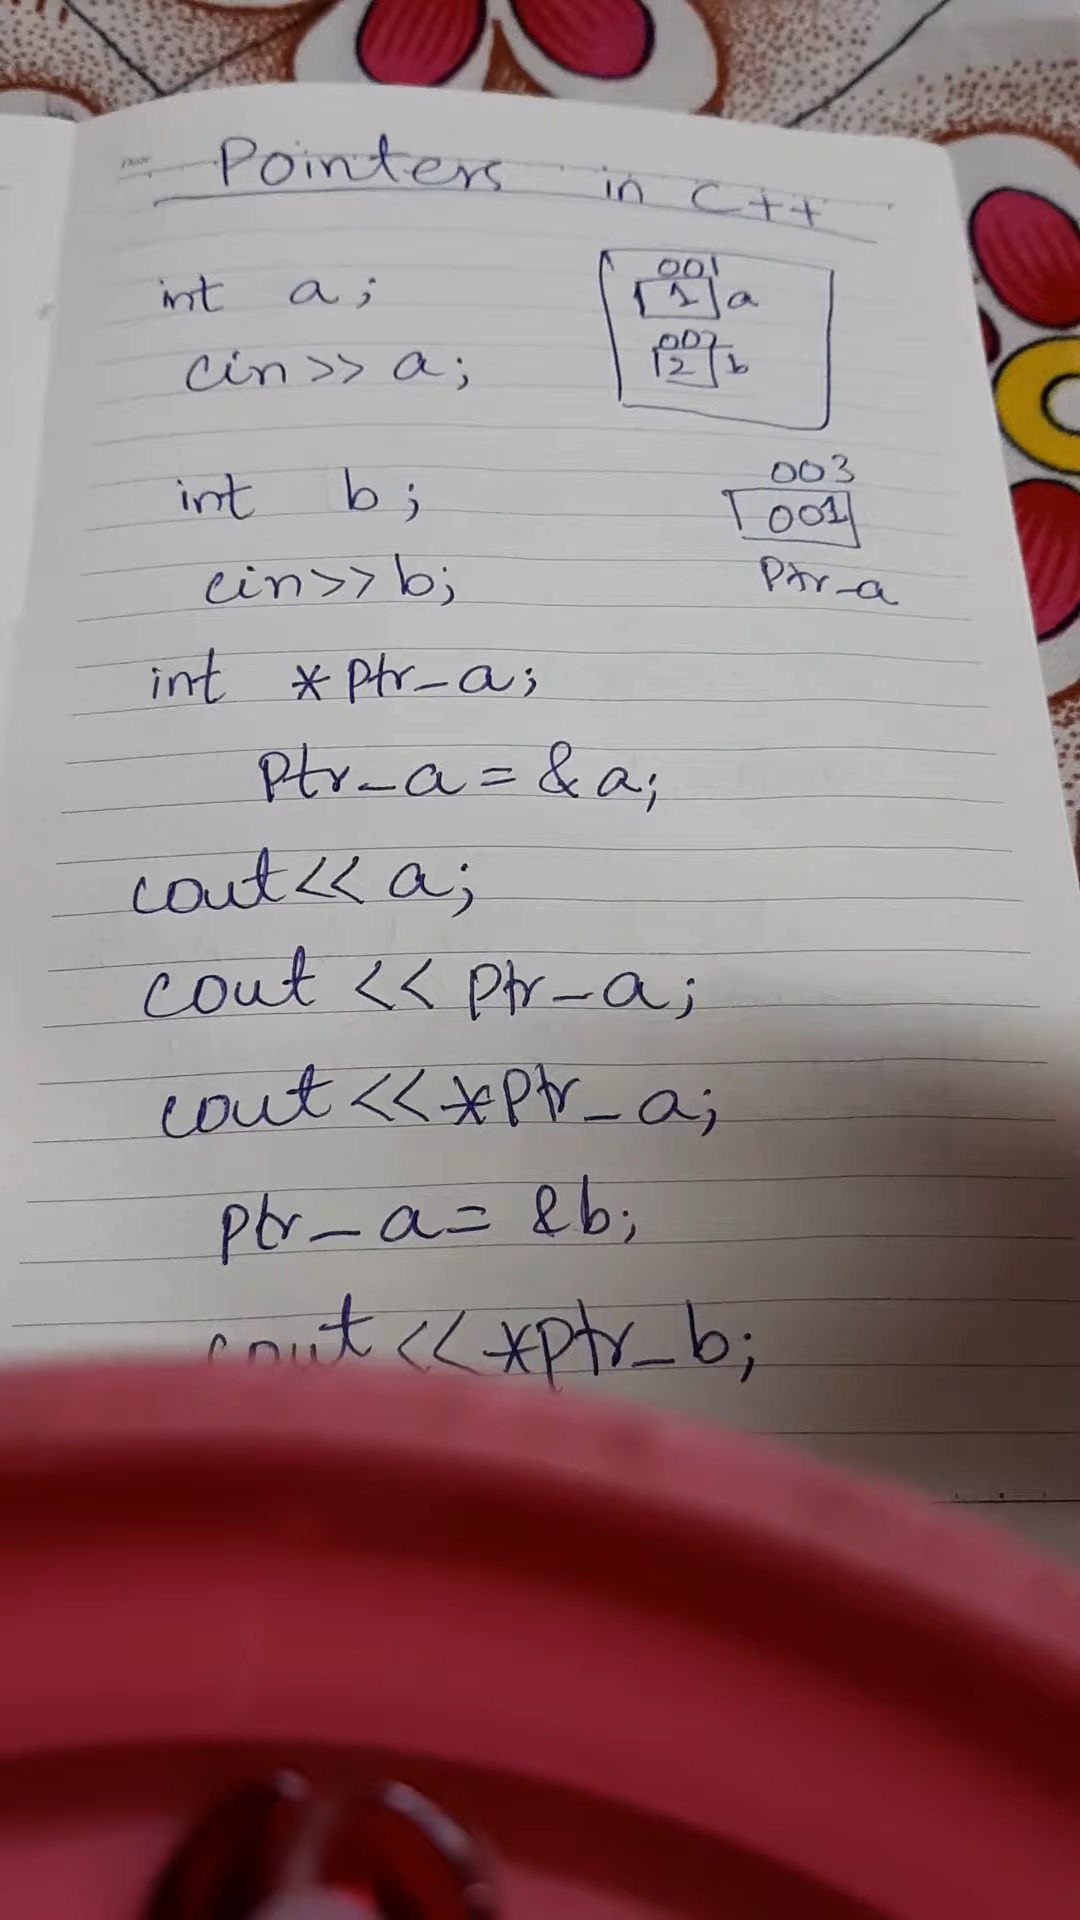 Pointers in C++
int a;
cin>> a;
001
1 a
002
2 b
int b;
cin>>b;
003
001
Ptr_a
int *ptr_a;
Ptr_a = &a;
cout<< a;
cout << ptr_a;
cout<<*ptr_a;
ptr_a= &b;
cout <<*ptr_b;